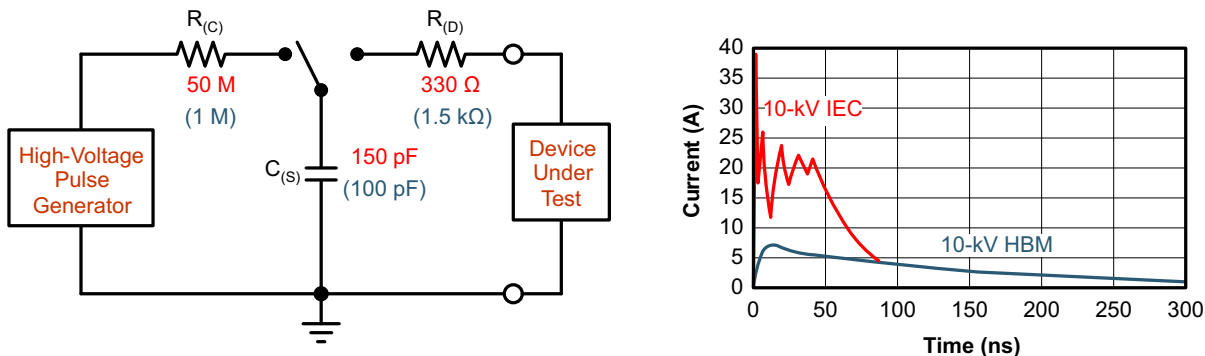 R(C)
50 M
(1 M)
R(D)
330 Ω
(1.5 kΩ)
High-Voltage
Pulse
Generator
C(S)
150 pF
(100 pF)
Device
Under
Test
Current (A)
40
35
30
25
20
15
10
5
0
10-kV IEC
10-kV HBM
0
50
100
150
200
250
300
Time (ns)